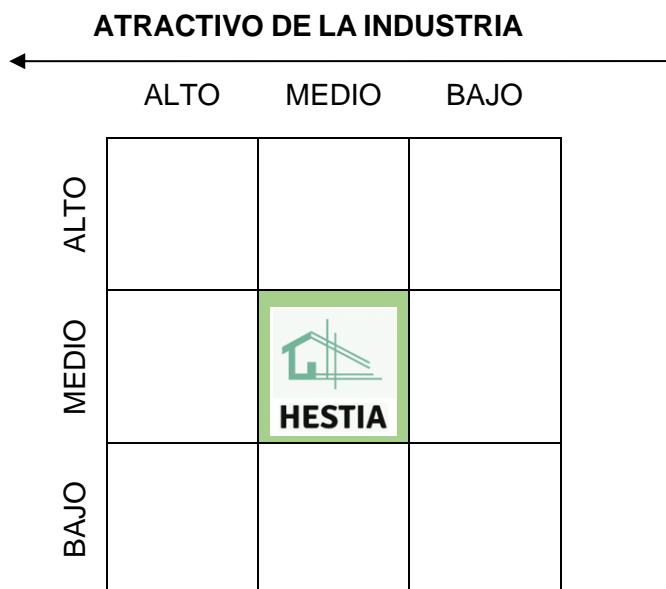 ATRACTIVO DE LA INDUSTRIA
ALTO MEDIO BAJO
ALTO
MEDIO
HESTIA
BAJO